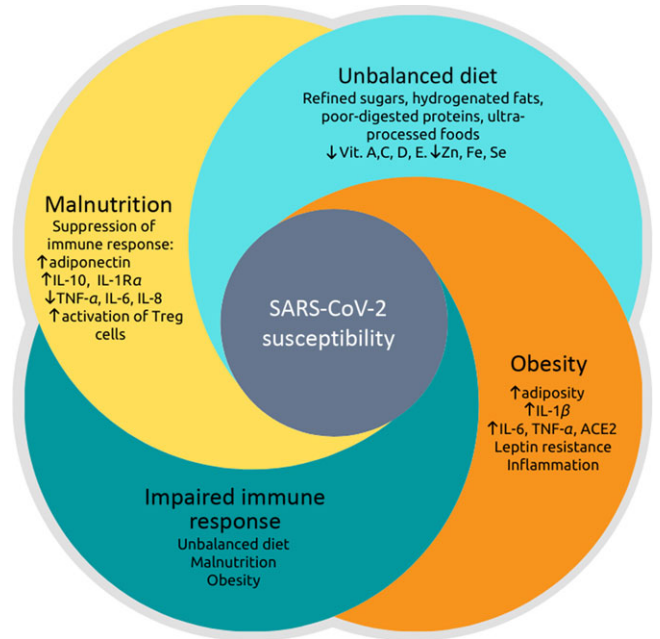 Unbalanced diet
Refined sugars, hydrogenated fats,
poor-digested proteins, ultra-
processed foods
↓Vit. A,C, D, E. ↓Zn, Fe, Se
Malnutrition
Suppression of
immune response:
↑adiponectin
↑IL-10, IL-1Rα
↓TNF-α, IL-6, IL-8
↑activation of Treg
cells
SARS-CoV-2
susceptibility
Obesity
↑adiposity
↑IL-1β
↑IL-6, TNF-α, ACE2
Leptin resistance
Inflammation
Impaired immune
response
Unbalanced diet
Malnutrition
Obesity